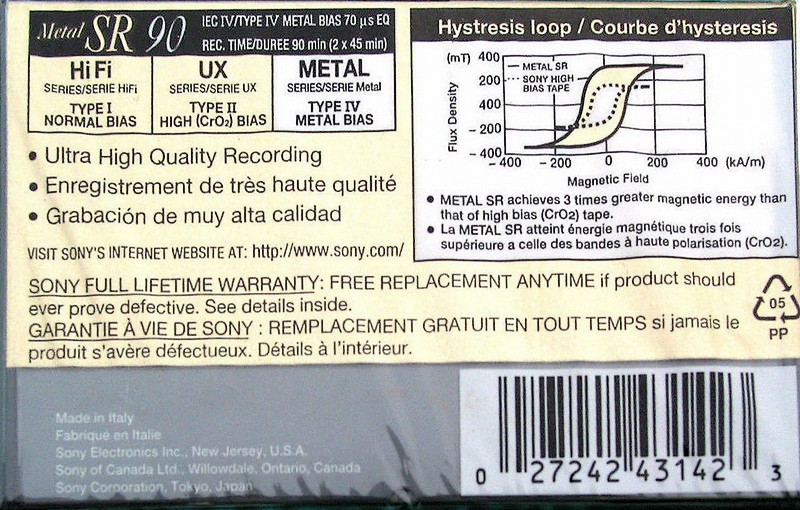 Metal SR 90
IEC IV/TYPE IV METAL BIAS 70 µs EQ
REC. TIME/DUREE 90 min (2 x 45 min)
Hi Fi
SERIES/SERIE HiFi
TYPE I
NORMAL BIAS
UX
SERIES/SERIE UX
TYPE II
HIGH (CrO2) BIAS
METAL
SERIES/SERIE Metal
TYPE IV
METAL BIAS
• Ultra High Quality Recording
• Enregistrement de très haute qualité
• Grabación de muy alta calidad
VISIT SONY'S INTERNET WEBSITE AT: http://www.sony.com/
Hystresis loop / Courbe d'hysteresis
(mT)
400
200
400
- 200
- 400
Flux Density
METAL SR
SONY HIGH
BIAS TAPE
- 400 - 200 0 200 400 (kA/m)
Magnetic Field
• METAL SR achieves 3 times greater magnetic energy than
that of high bias (CrO2) tape.
• La METAL SR atteint énergie magnétique trois fois
supérieure a celle des bandes à haute polarisation (CrO2).
SONY FULL LIFETIME WARRANTY: FREE REPLACEMENT ANYTIME if product should
ever prove defective. See details inside.
GARANTIE À VIE DE SONY : REMPLACEMENT GRATUIT EN TOUT TEMPS si jamais le
produit s'avère défectueux. Détails à l'intérieur.
05
PP
Made in Italy
Fabriqué en Italie
Sony Electronics Inc., New Jersey, U.S.A.
Sony of Canada Ltd., Willowdale, Ontario, Canada
Sony Corporation, Tokyo, Japan
0 27242 43142 3